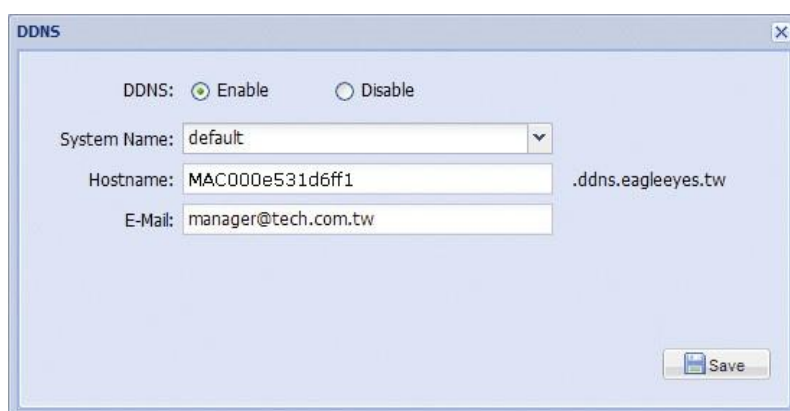 DDNS
DDNS: Enable Disable
System Name: default
Hostname: MAC000e531d6ff1 .ddns.eagleeyes.tw
E-Mail: manager@tech.com.tw
Save